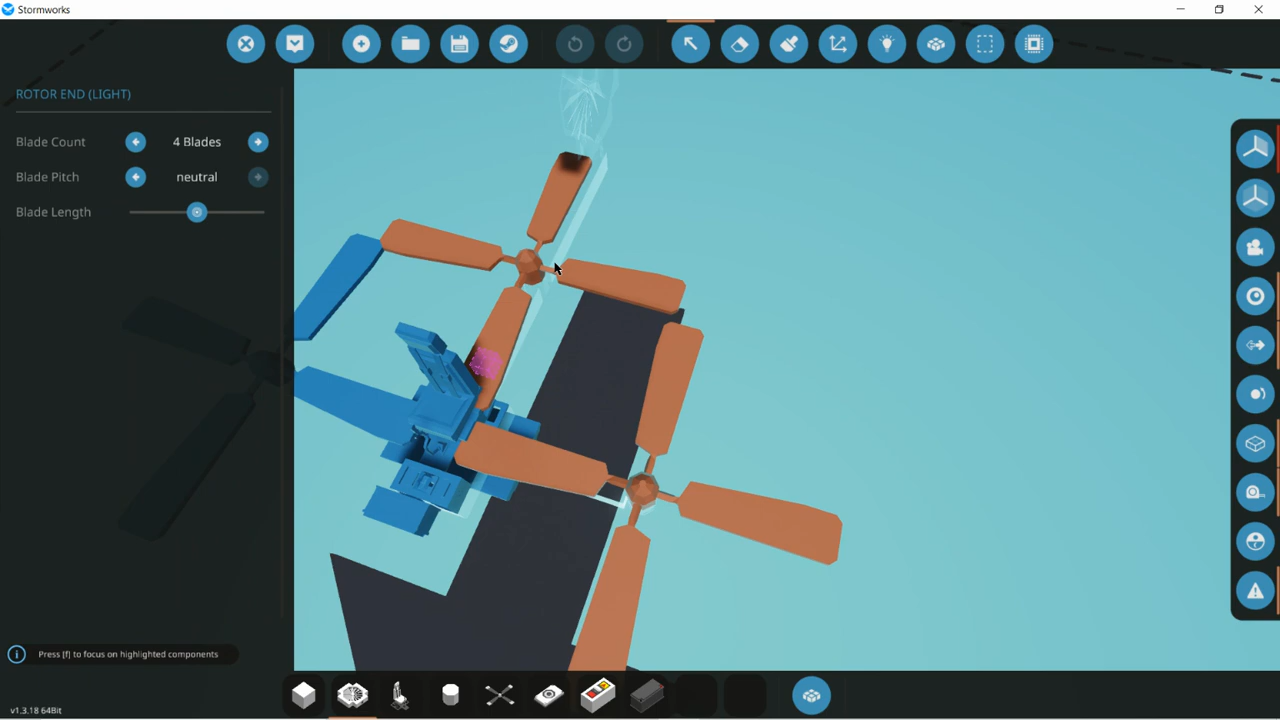 Stormworks
ROTOR END (LIGHT)
Blade Count 4 Blades
Blade Pitch neutral
Blade Length
Press [f] to focus on highlighted components
v1.3.18 64Bit